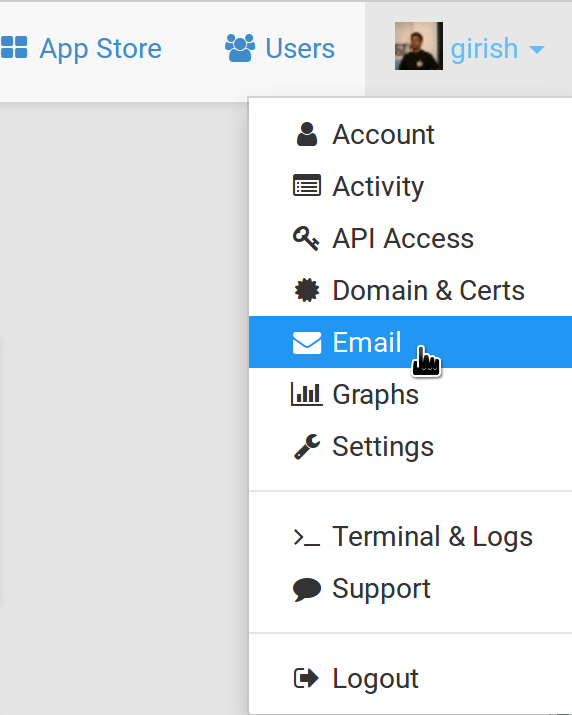 App Store Users girish
Account
Activity
API Access
Domain & Certs
Email
Graphs
Settings
Terminal & Logs
Support
Logout